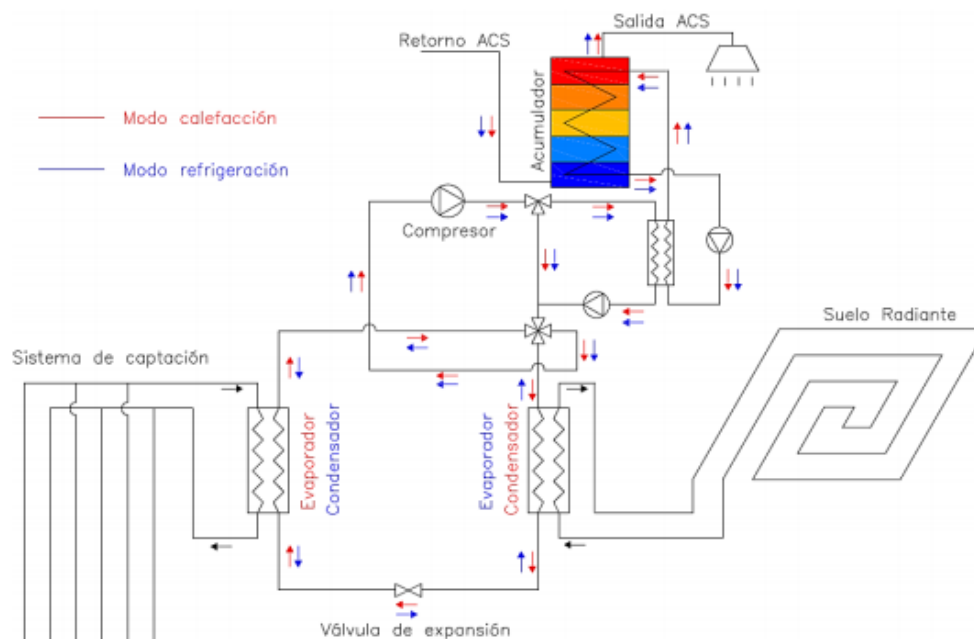 Salida ACS
Retorno ACS
Acumulador
Modo calefacción
Modo refrigeración
Compresor
Suelo Radiante
Sistema de captación
Evaporador
Condensador
Evaporador
Condensador
Válvula de expansión